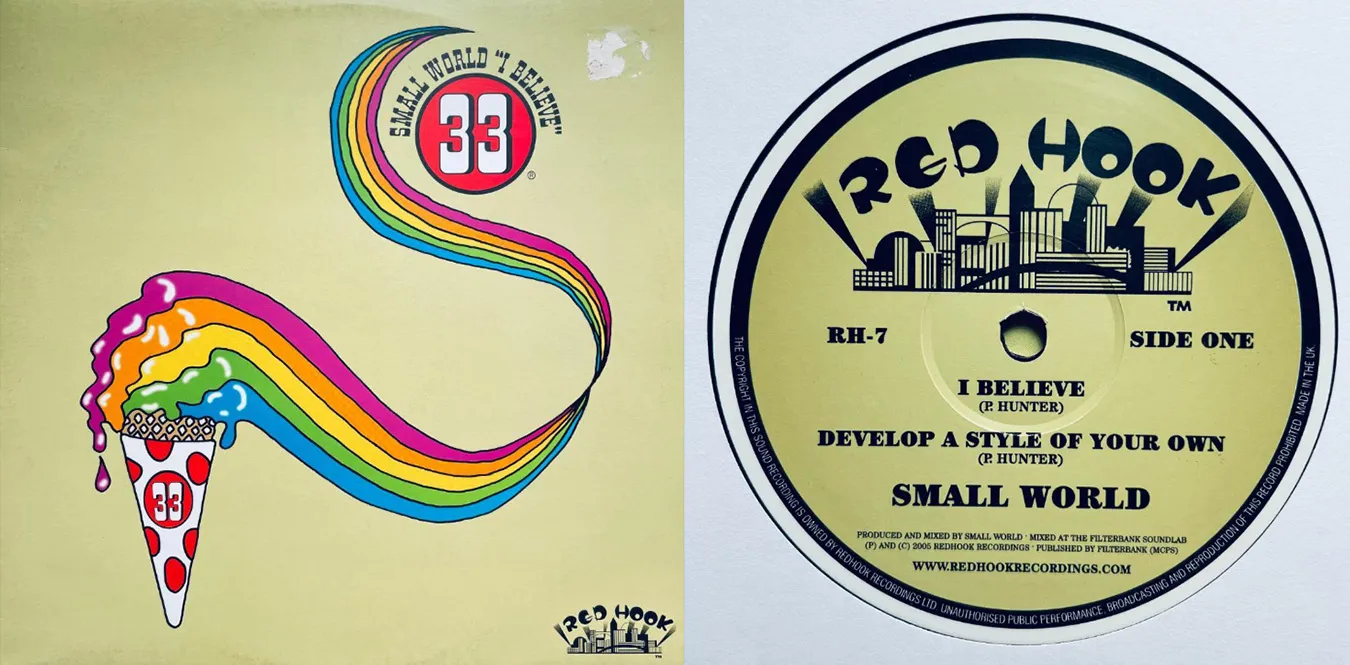 SMALL WORLD "I BELIEVE"
33
®
33
RED HOOK
TM
RED HOOK
TM
RH-7
SIDE ONE
I BELIEVE
(P. HUNTER)
DEVELOP A STYLE OF YOUR OWN
(P. HUNTER)
SMALL WORLD
PRODUCED AND MIXED BY SMALL WORLD · MIXED AT THE FILTERBANK SOUNDLAB
(P) AND (C) 2005 REDHOOK RECORDINGS · PUBLISHED BY FILTERBANK (MCPS)
WWW.REDHOOKRECORDINGS.COM
THE COPYRIGHT IN THIS SOUND RECORDING IS OWNED BY REDHOOK RECORDINGS LTD. UNAUTHORISED PUBLIC PERFORMANCE, BROADCASTING AND REPRODUCTION OF THIS RECORD PROHIBITED. MADE IN THE UK.